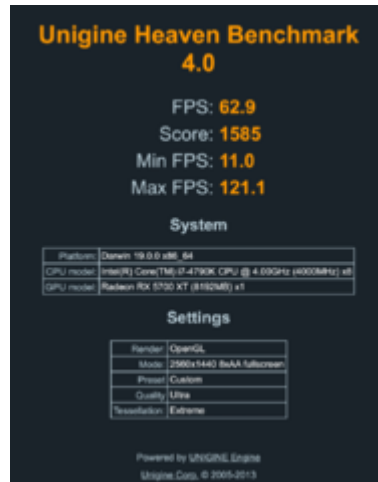 Unigine Heaven Benchmark
4.0
FPS: 62.9
Score: 1585
Min FPS: 11.0
Max FPS: 121.1
System
Platform: Darwin 19.0.0 x86_64
CPU model: Intel(R) Core(TM) i7-4790K CPU @ 4.00GHz (4000MHz) x8
GPU model: Radeon RX 5700 XT (8192MB) x1
Settings
Render: OpenGL
Mode: 2560x1440 8xAA fullscreen
Preset Custom
Quality Ultra
Tessellation: Extreme
Powered by UNIGINE Engine
Unigine Corp. © 2005-2013